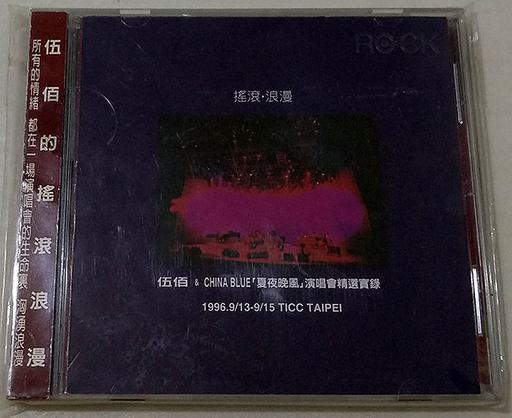 伍佰的搖滾浪漫
所有的情緒 都在一場演唱會的生命裏 洶湧浪漫
ROCK
搖滾·浪漫
伍佰 & CHINA BLUE「夏夜晚風」演唱會精選實錄
1996.9/13-9/15 TICC TAIPEI